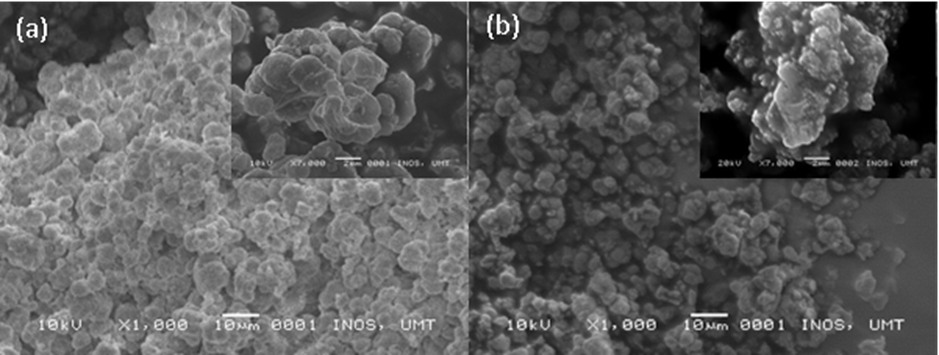 (a)
10kV X7,000 2µm 0001 INOS, UMT
10kV X1,000 10µm 0001 INOS, UMT
(b)
20kV X7,000 2µm 0002 INOS, UMT
10kV X1,000 10µm 0001 INOS, UMT